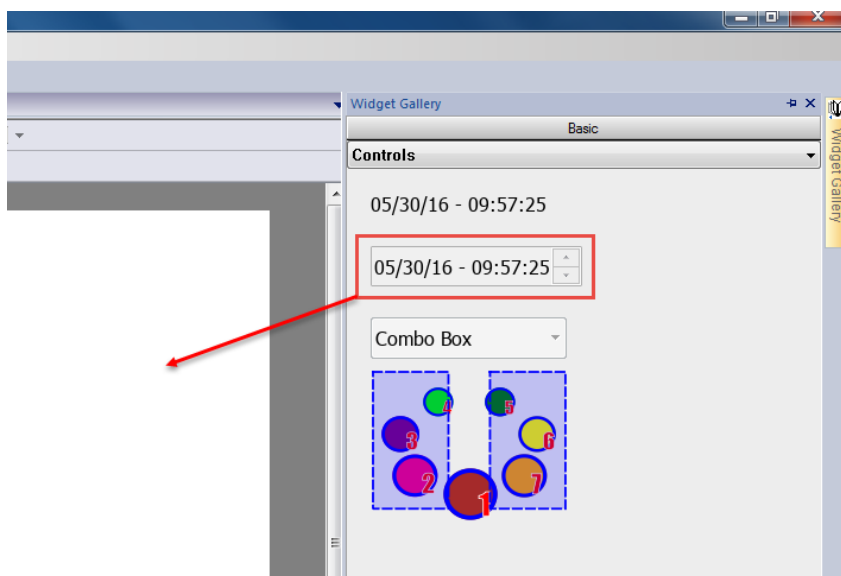 Widget Gallery
Basic
Controls
05/30/16 - 09:57:25
05/30/16 - 09:57:25
Combo Box
4
5
3
6
2
7
1
Widget Gallery